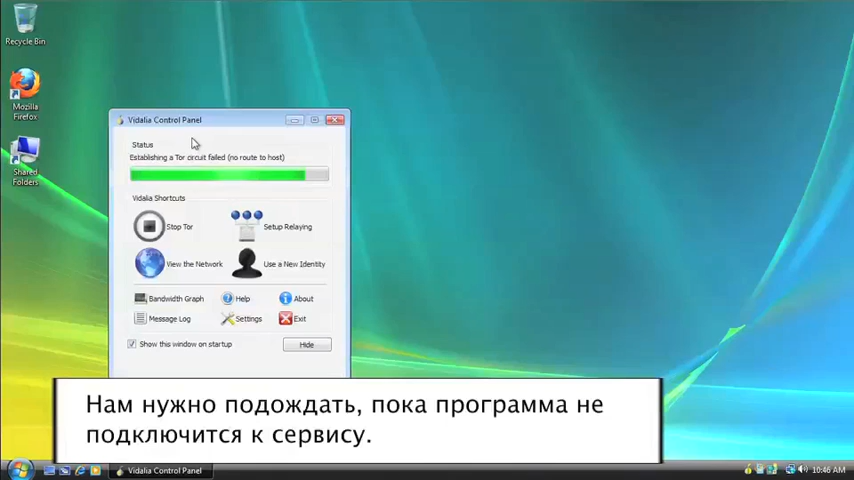 Recycle Bin
Mozilla
Firefox
Shared
Folders
Vidalia Control Panel
Status
Establishing a Tor circuit failed (no route to host)
Vidalia Shortcuts
Stop Tor
Setup Relaying
View the Network
Use a New Identity
Bandwidth Graph
Help
About
Message Log
Settings
Exit
Show this window on startup
Hide
Нам нужно подождать, пока программа не
подключится к сервису.
Vidalia Control Panel
10:46 AM